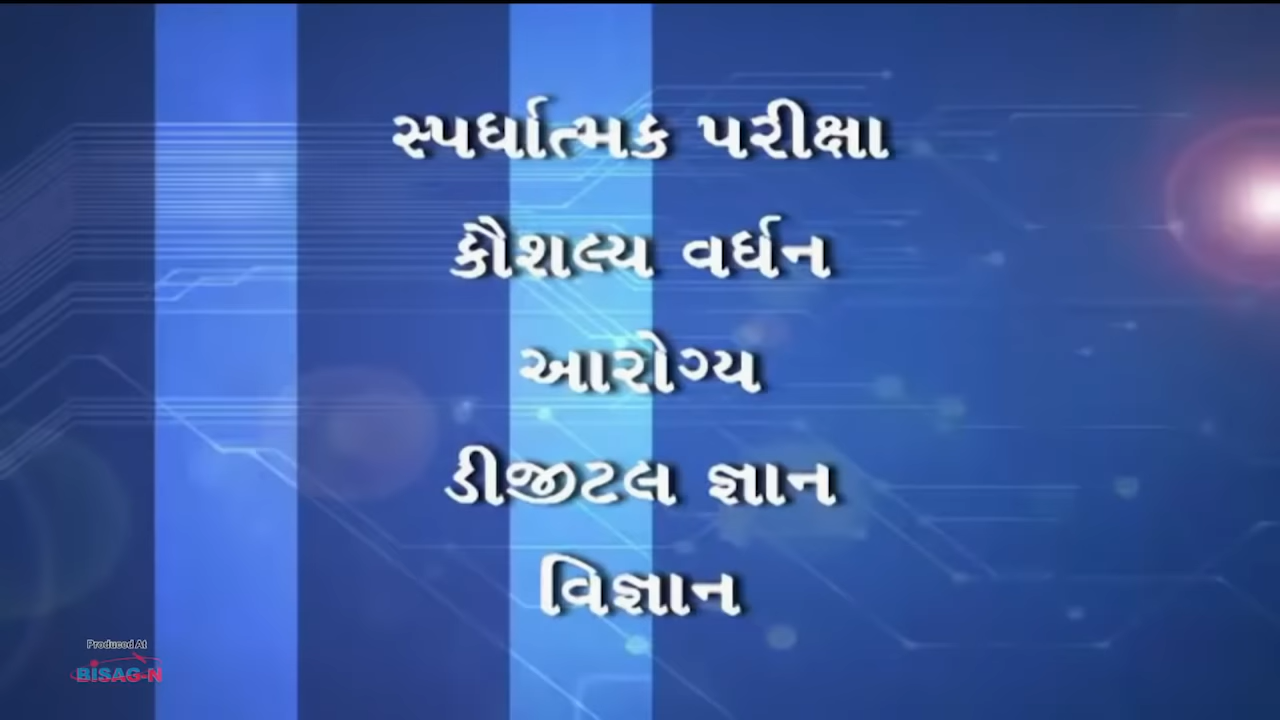 સ્પર્ધાત્મક પરીક્ષા
કૌશલ્ય વર્ધન
આરોગ્ય
ડીજીટલ જ્ઞાન
વિજ્ઞાન
Produced At
BISAG-N